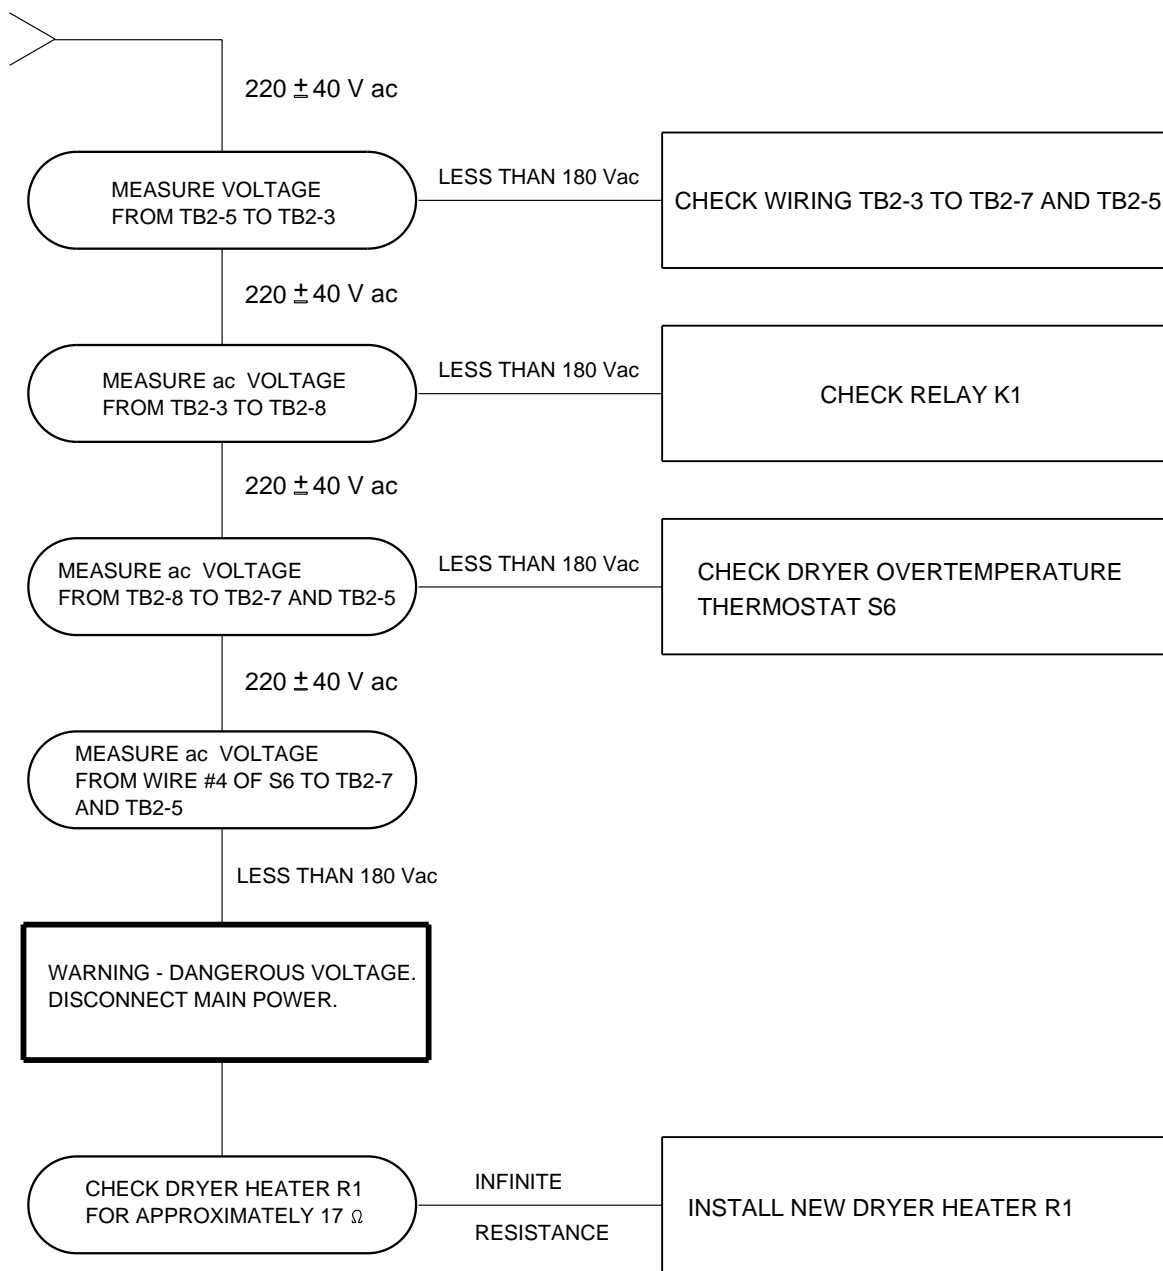 220 ± 40 V ac
MEASURE VOLTAGE
FROM TB2-5 TO TB2-3
LESS THAN 180 Vac
CHECK WIRING TB2-3 TO TB2-7 AND TB2-5
220 ± 40 V ac
MEASURE ac VOLTAGE
FROM TB2-3 TO TB2-8
LESS THAN 180 Vac
CHECK RELAY K1
220 ± 40 V ac
MEASURE ac VOLTAGE
FROM TB2-8 TO TB2-7 AND TB2-5
LESS THAN 180 Vac
CHECK DRYER OVERTEMPERATURE
THERMOSTAT S6
220 ± 40 V ac
MEASURE ac VOLTAGE
FROM WIRE #4 OF S6 TO TB2-7
AND TB2-5
LESS THAN 180 Vac
WARNING - DANGEROUS VOLTAGE.
DISCONNECT MAIN POWER.
CHECK DRYER HEATER R1
FOR APPROXIMATELY 17 Ω
INFINITE
RESISTANCE
INSTALL NEW DRYER HEATER R1